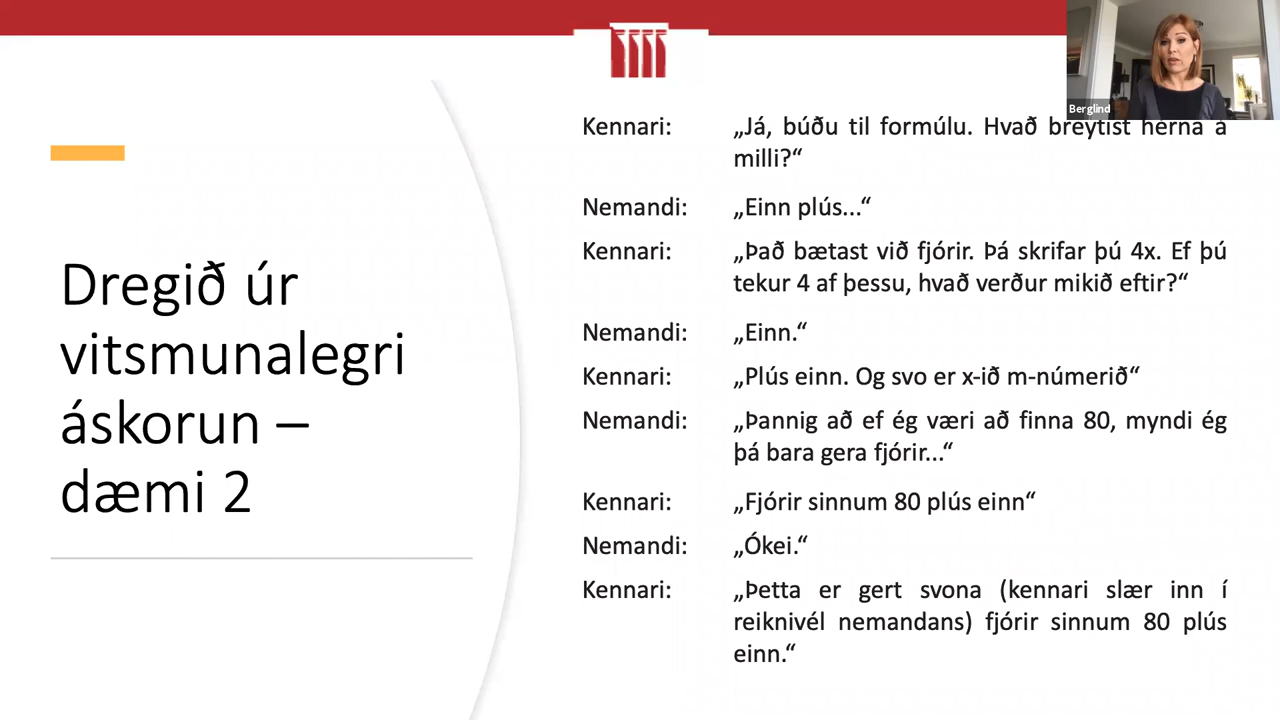 Berglind
Dregið úr
vitsmunalegri
áskorun –
dæmi 2
Kennari: „Já, búðu til formúlu. Hvað breytist hérna á
milli?“
Nemandi: „Einn plús...“
Kennari: „Það bætast við fjórir. Þá skrifar þú 4x. Ef þú
tekur 4 af þessu, hvað verður mikið eftir?“
Nemandi: „Einn.“
Kennari: „Plús einn. Og svo er x-ið m-númerið“
Nemandi: „Þannig að ef ég væri að finna 80, myndi ég
þá bara gera fjórir...“
Kennari: „Fjórir sinnum 80 plús einn“
Nemandi: „Ókei.“
Kennari: „Þetta er gert svona (kennari slær inn í
reiknivél nemandans) fjórir sinnum 80 plús
einn.“